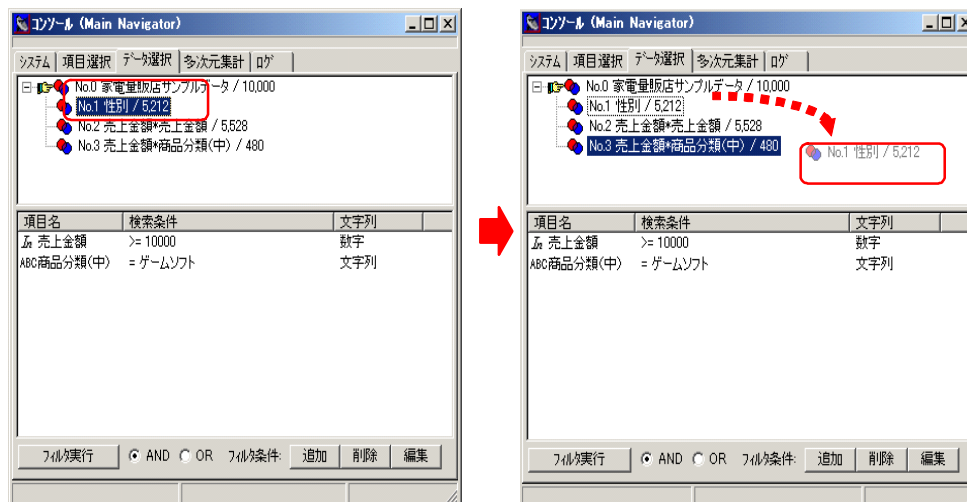 コンソール (Main Navigator)
システム 項目選択 データ選択 多次元集計 ログ
No.0 家電量販店サンプルデータ / 10,000
No.1 性別 / 5,212
No.2 売上金額*売上金額 / 5,528
No.3 売上金額*商品分類(中) / 480
項目名 検索条件 文字列
売上金額 >= 10000 数字
ABC商品分類(中) = ゲームソフト 文字列
フィルタ実行 AND OR フィルタ条件: 追加 削除 編集
コンソール (Main Navigator)
システム 項目選択 データ選択 多次元集計 ログ
No.0 家電量販店サンプルデータ / 10,000
No.1 性別 / 5,212
No.2 売上金額*売上金額 / 5,528
No.3 売上金額*商品分類(中) / 480
No.1 性別 / 5,212
項目名 検索条件 文字列
売上金額 >= 10000 数字
ABC商品分類(中) = ゲームソフト 文字列
フィルタ実行 AND OR フィルタ条件: 追加 削除 編集